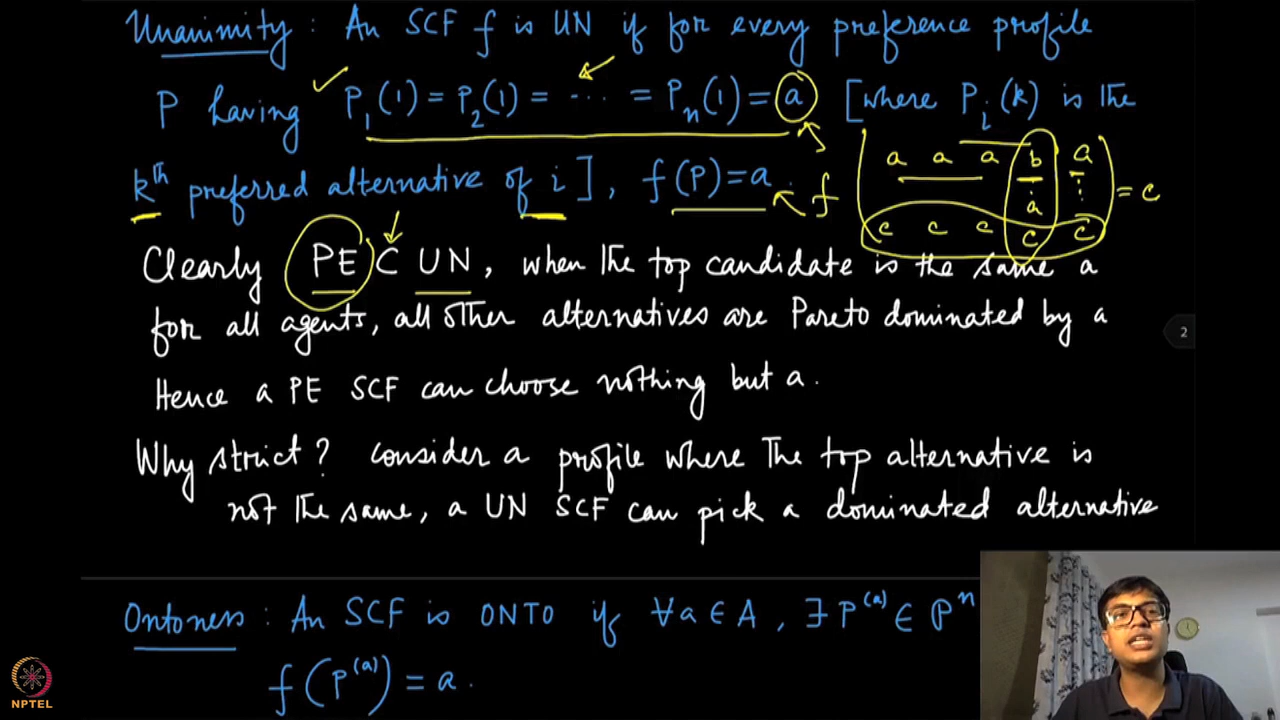 Unanimity : An SCF f is UN if for every preference profile
P having P₁(1) = P₂(1) = ... = Pₙ(1) = a [where Pᵢ(k) is the
kᵗʰ preferred alternative of i], f(P) = a.
f ( a a a b a
⋮ ⋮
a
c c c c c ) = c
Clearly PE ⊂ UN, when the top candidate is the same a
for all agents, all other alternatives are Pareto dominated by a
Hence a PE SCF can choose nothing but a.
Why strict? consider a profile where the top alternative is
not the same, a UN SCF can pick a dominated alternative
2
Ontoness : An SCF is ONTO if ∀a ∈ A, ∃ P⁽ᵃ⁾ ∈ Pⁿ
f(P⁽ᵃ⁾) = a.
NPTEL